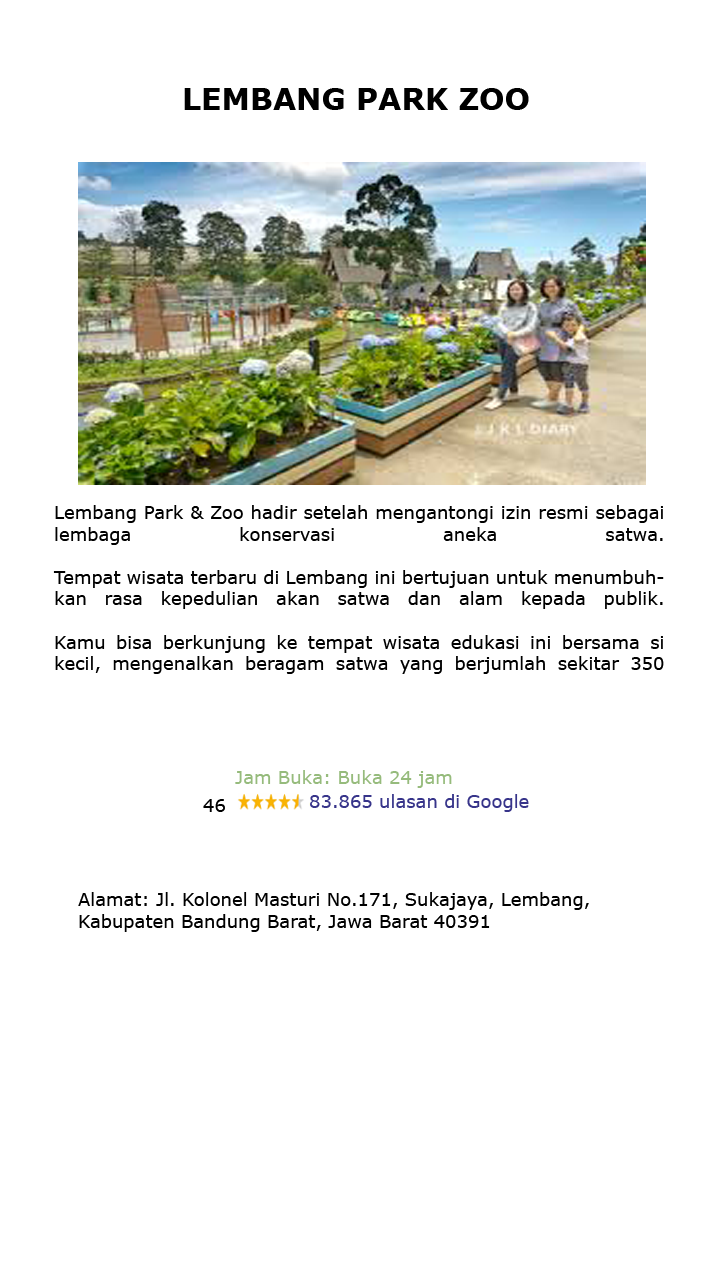 LEMBANG PARK ZOO
J K L DIARY
Lembang Park & Zoo hadir setelah mengantongi izin resmi sebagai
lembaga konservasi aneka satwa.
Tempat wisata terbaru di Lembang ini bertujuan untuk menumbuh-
kan rasa kepedulian akan satwa dan alam kepada publik.
Kamu bisa berkunjung ke tempat wisata edukasi ini bersama si
kecil, mengenalkan beragam satwa yang berjumlah sekitar 350
Jam Buka: Buka 24 jam
46 83.865 ulasan di Google
Alamat: Jl. Kolonel Masturi No.171, Sukajaya, Lembang,
Kabupaten Bandung Barat, Jawa Barat 40391